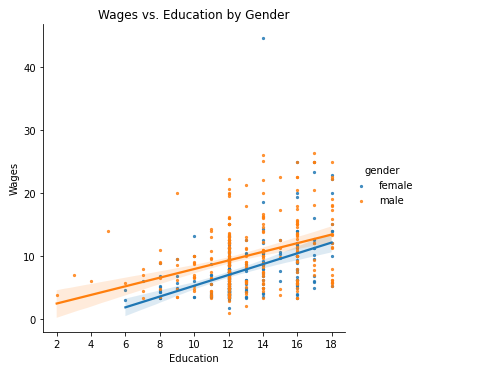 Wages vs. Education by Gender
40
30
20
10
0
Wages
2 4 6 8 10 12 14 16 18
Education
gender
female
male